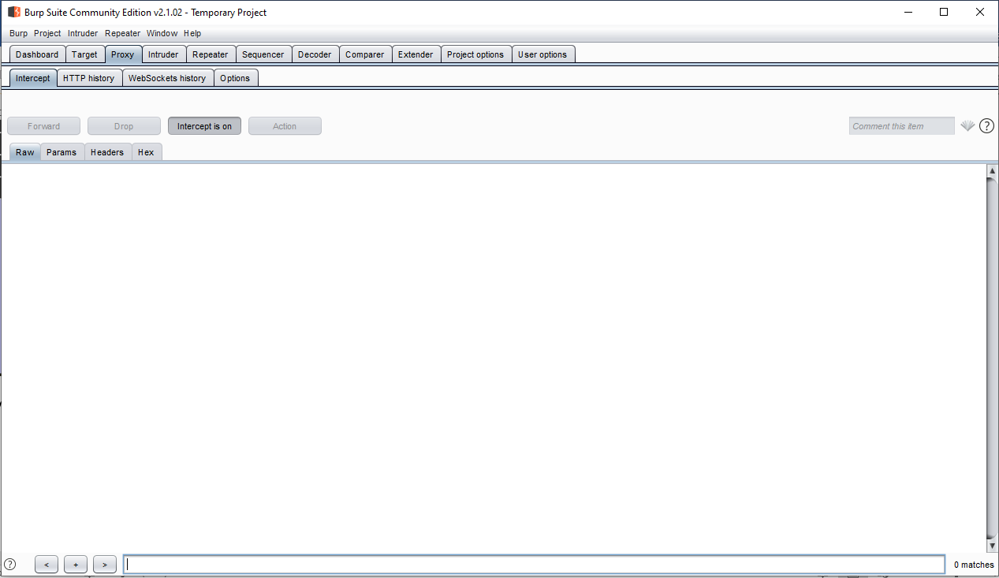 Burp Suite Community Edition v2.1.02 - Temporary Project
Burp Project Intruder Repeater Window Help
Dashboard Target Proxy Intruder Repeater Sequencer Decoder Comparer Extender Project options User options
Intercept HTTP history WebSockets history Options
Forward Drop Intercept is on Action Comment this item ?
Raw Params Headers Hex
? < + > 0 matches